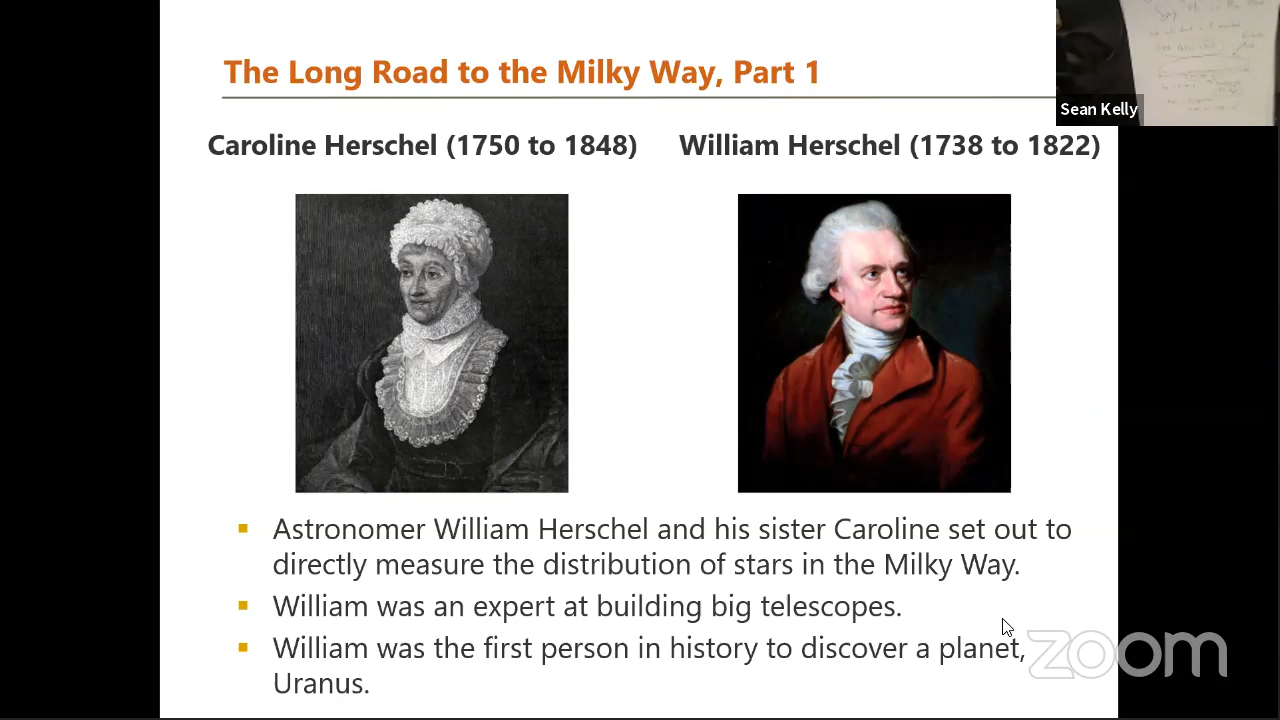 The Long Road to the Milky Way, Part 1
Sean Kelly
Caroline Herschel (1750 to 1848)
William Herschel (1738 to 1822)
▪ Astronomer William Herschel and his sister Caroline set out to
directly measure the distribution of stars in the Milky Way.
▪ William was an expert at building big telescopes.
▪ William was the first person in history to discover a planet,
Uranus.
zoom